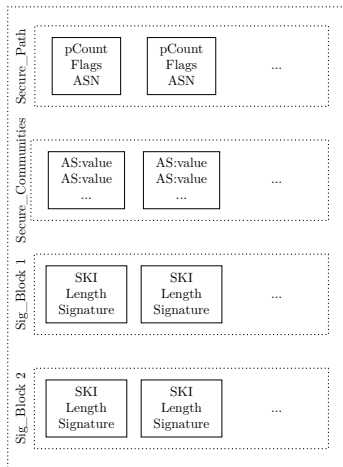 Secure_Path
pCount
Flags
ASN
pCount
Flags
ASN
...
Secure_Communities
AS:value
AS:value
...
AS:value
AS:value
...
...
Sig_Block 1
SKI
Length
Signature
SKI
Length
Signature
...
Sig_Block 2
SKI
Length
Signature
SKI
Length
Signature
...